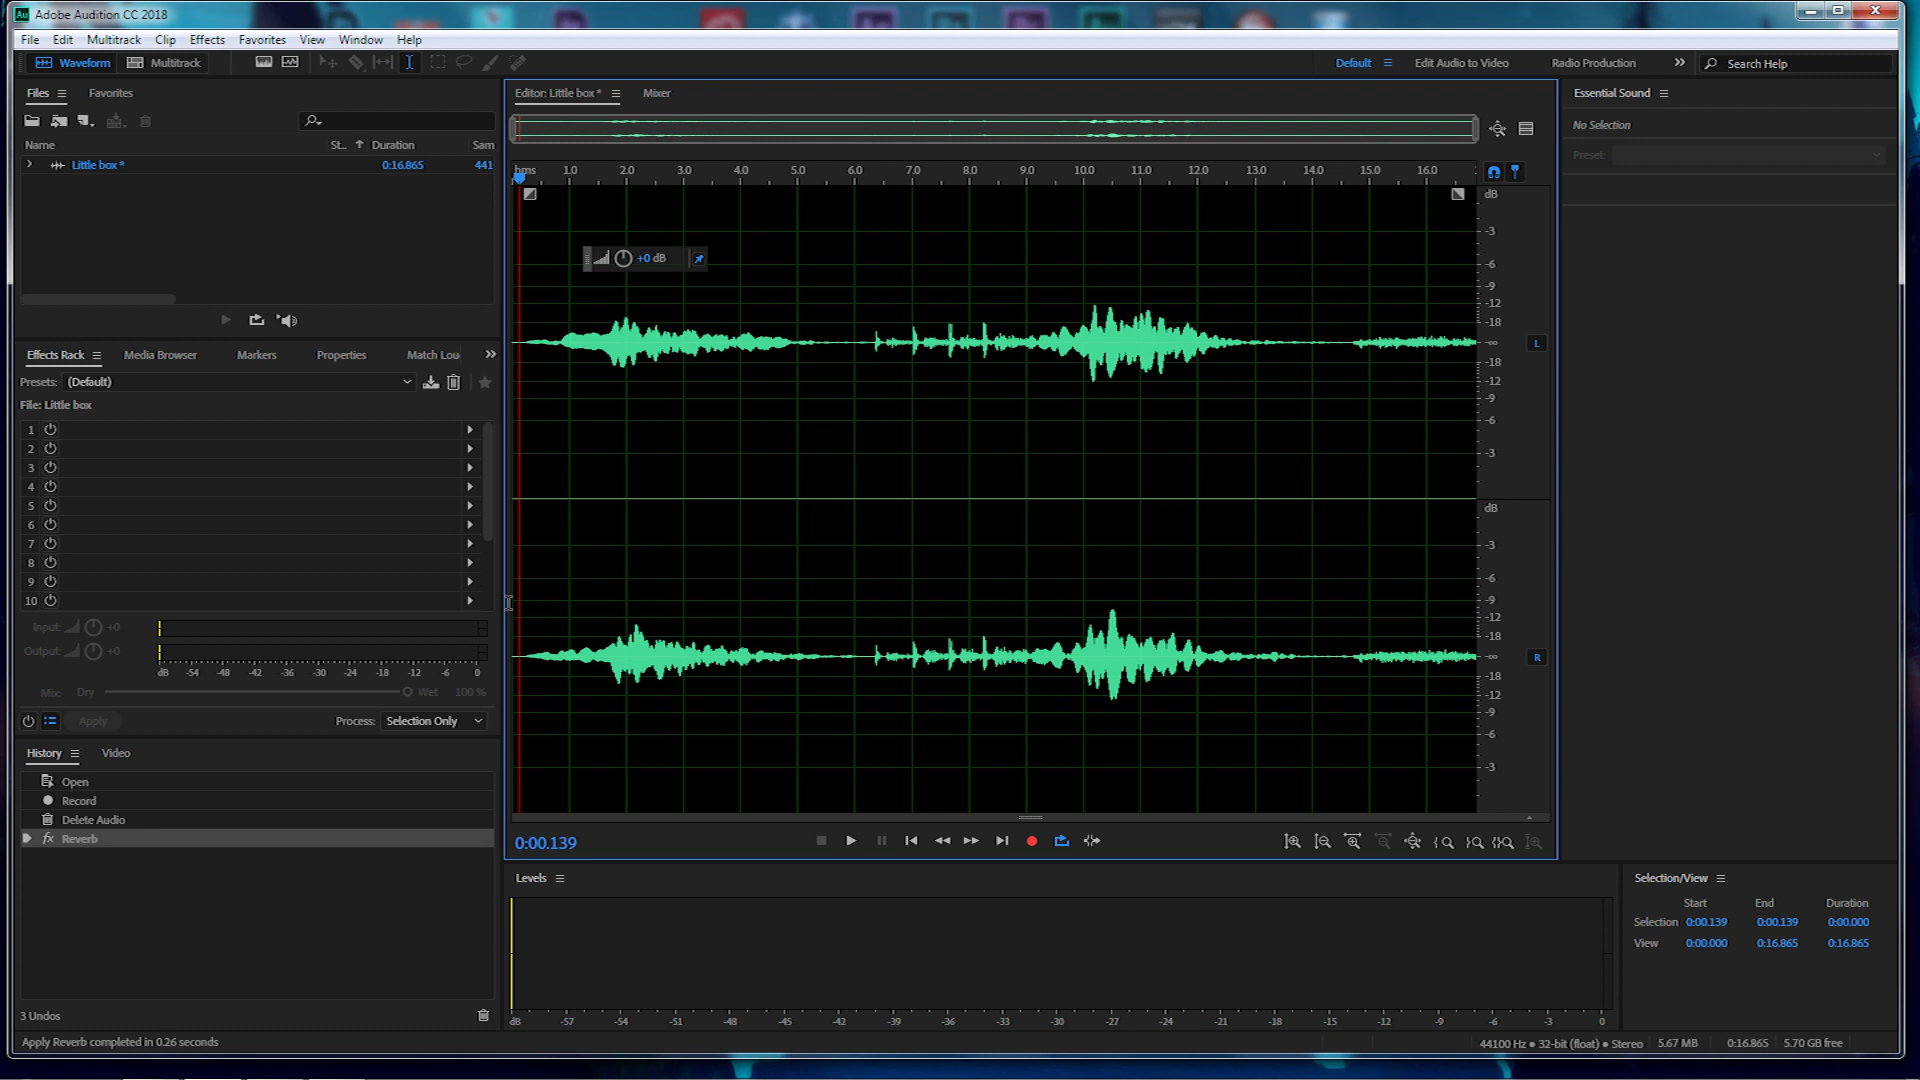 Adobe Audition CC 2018
File Edit Multitrack Clip Effects Favorites View Window Help
Waveform Multitrack Default Edit Audio to Video Radio Production Search Help
Files Favorites
Name St... Duration Sam
Little box * 0:16.865 441
Effects Rack Media Browser Markers Properties Match Lou
Presets: (Default)
File: Little box
1
2
3
4
5
6
7
8
9
10
Input: +0
Output: +0
dB -54 -48 -42 -36 -30 -24 -18 -12 -6 0
Mix: Dry Wet 100 %
Apply Process: Selection Only
History Video
Open
Record
Delete Audio
Reverb
3 Undos
Apply Reverb completed in 0.26 seconds
Editor: Little box * Mixer
hms 1.0 2.0 3.0 4.0 5.0 6.0 7.0 8.0 9.0 10.0 11.0 12.0 13.0 14.0 15.0 16.0
+0 dB
dB
-3
-6
-9
-12
-18
-∞ L
-18
-12
-9
-6
-3
dB
-3
-6
-9
-12
-18
-∞ R
-18
-12
-9
-6
-3
0:00.139
Levels
dB -57 -54 -51 -48 -45 -42 -39 -36 -33 -30 -27 -24 -21 -18 -15 -12 -9 -6 -3 0
Essential Sound
No Selection
Preset:
Selection/View
Start End Duration
Selection 0:00.139 0:00.139 0:00.000
View 0:00.000 0:16.865 0:16.865
44100 Hz ● 32-bit (float) ● Stereo 5.67 MB 0:16.865 5.70 GB free